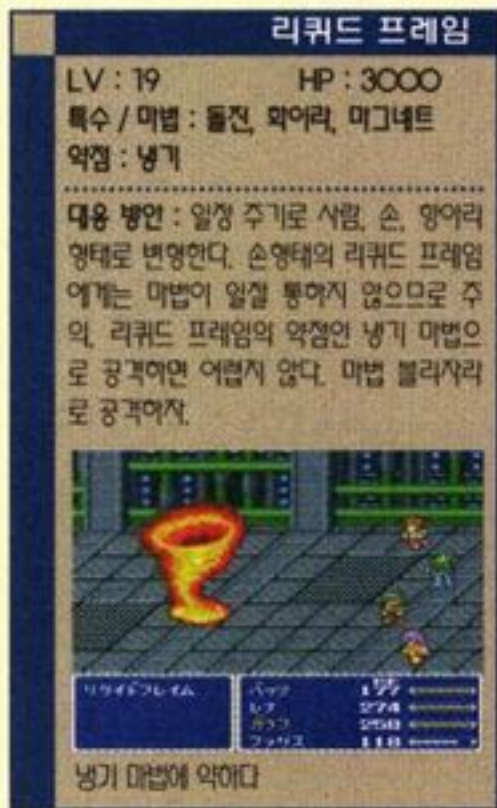 리퀴드 프레임
LV : 19 HP : 3000
특수 / 마법 : 돌진, 화이라, 마그네트
약점 : 냉기
대응 방안 : 일정 주기로 사람, 손, 항아리
형태로 변형한다. 손형태의 리퀴드 프레임
에게는 마법이 일절 통하지 않으므로 주
의, 리퀴드 프레임의 약점인 냉기 마법으
로 공격하면 어렵지 않다. 마법 블리자라
로 공격하자.
リクイドフレイム
バッツ 177
レナ 274
ガラフ 258
ファリス 118
냉기 마법에 약하다